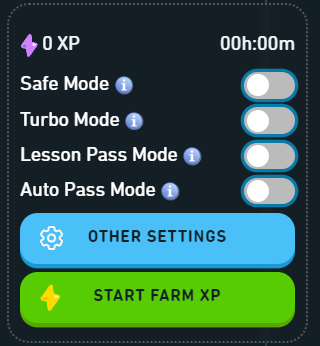 0 XP 00h:00m
Safe Mode i
Turbo Mode i
Lesson Pass Mode i
Auto Pass Mode i
OTHER SETTINGS
START FARM XP